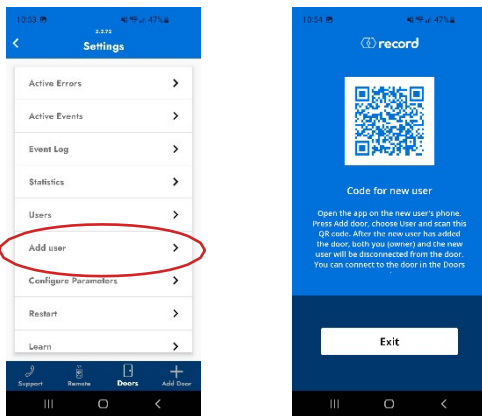 10:53
47%
2.2.72
Settings
Active Errors
Active Events
Event Log
Statistics
Users
Add user
Configure Parameters
Restart
Learn
Support Remote Doors Add Door
10:54
47%
record
Code for new user
Open the app on the new user's phone.
Press Add door, choose User and scan this
QR code. After the new user has added
the door, both you (owner) and the new
user will be disconnected from the door.
You can connect to the door in the Doors
Exit